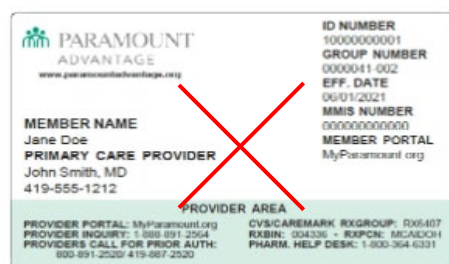 PARAMOUNT
ADVANTAGE
www.paramountadvantage.org
ID NUMBER
10000000001
GROUP NUMBER
0000041-002
EFF. DATE
06/01/2021
MMIS NUMBER
000000000000
MEMBER PORTAL
MyParamount.org
MEMBER NAME
Jane Doe
PRIMARY CARE PROVIDER
John Smith, MD
419-555-1212
PROVIDER AREA
PROVIDER PORTAL: MyParamount.org
PROVIDER INQUIRY: 1-888-891-2564
PROVIDERS CALL FOR PRIOR AUTH:
800-891-2520/ 419-887-2520
CVS/CAREMARK RXGROUP: RX6407
RXBIN: 004336 - RXPCN: MCAIDOH
PHARM. HELP DESK: 1-800-364-6331